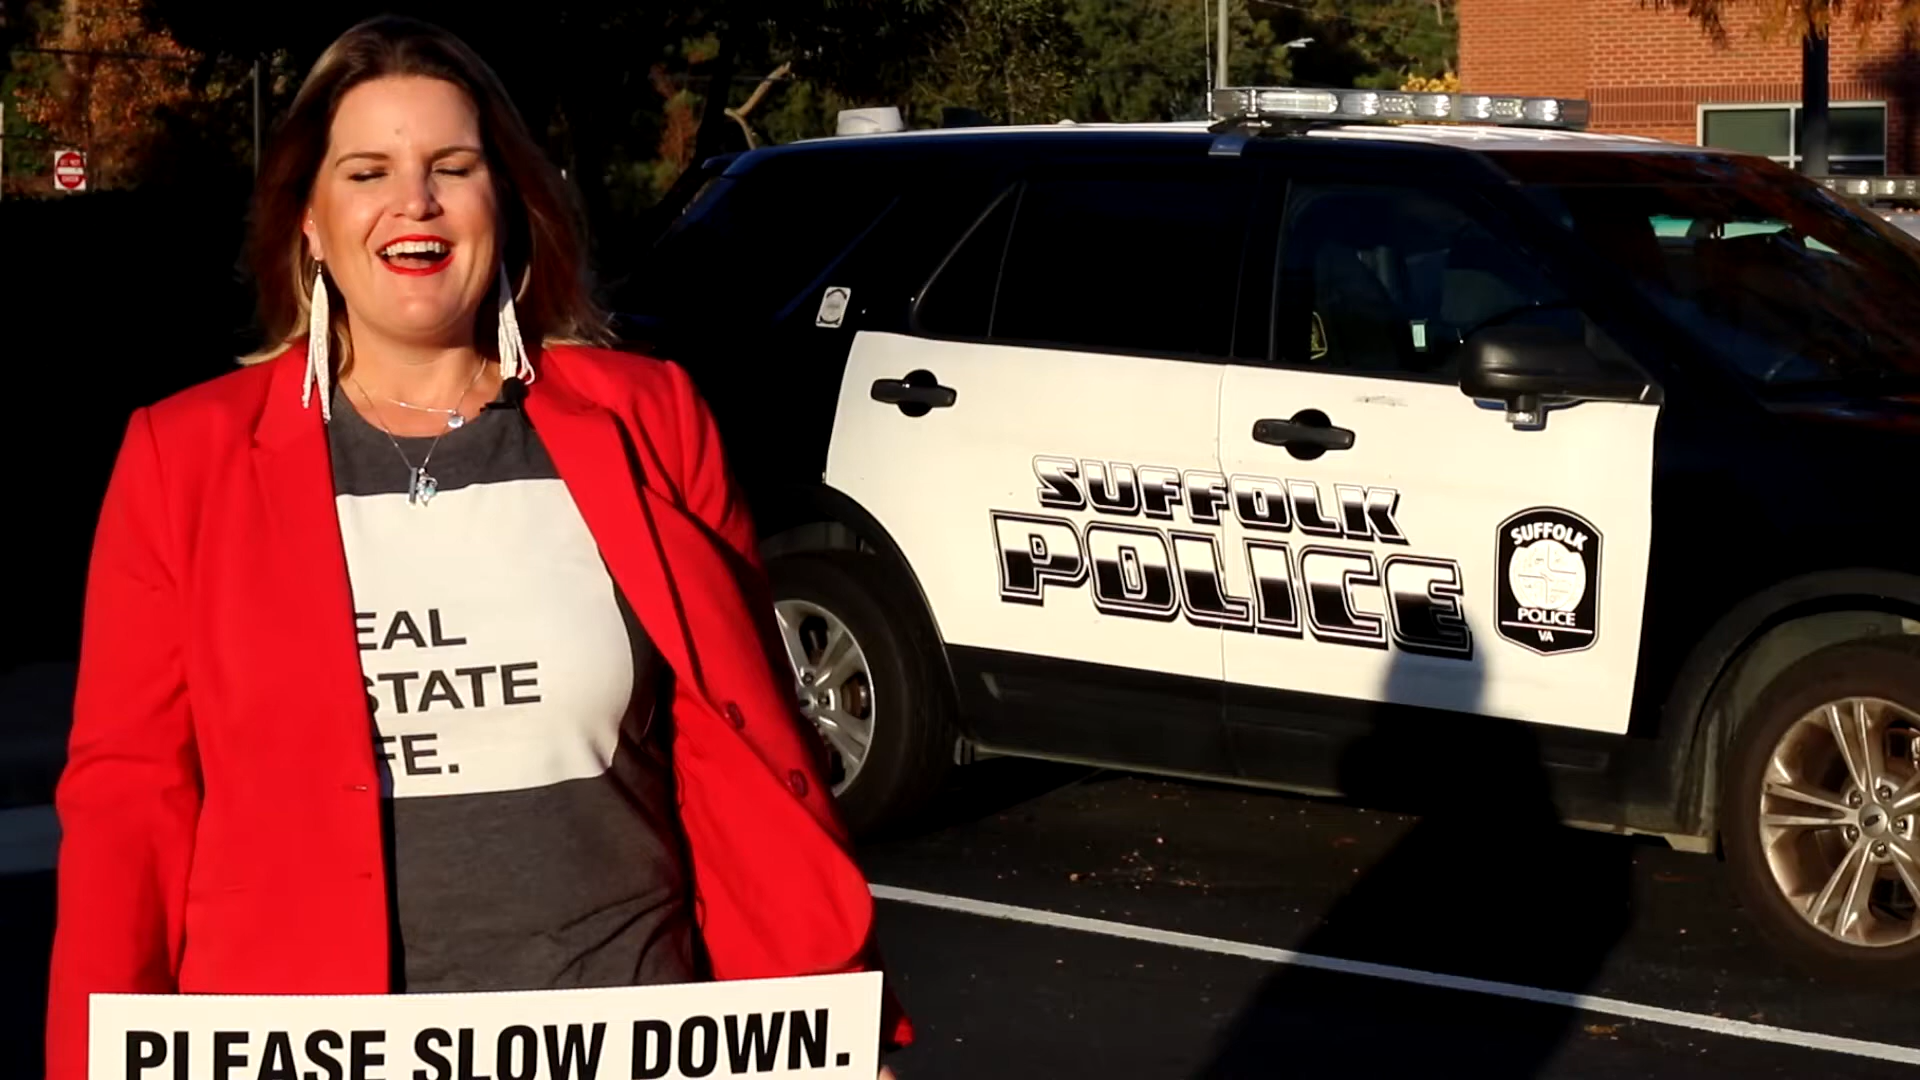 EAL
STATE
FE.
PLEASE SLOW DOWN.
SUFFOLK
POLICE
SUFFOLK
POLICE
VA